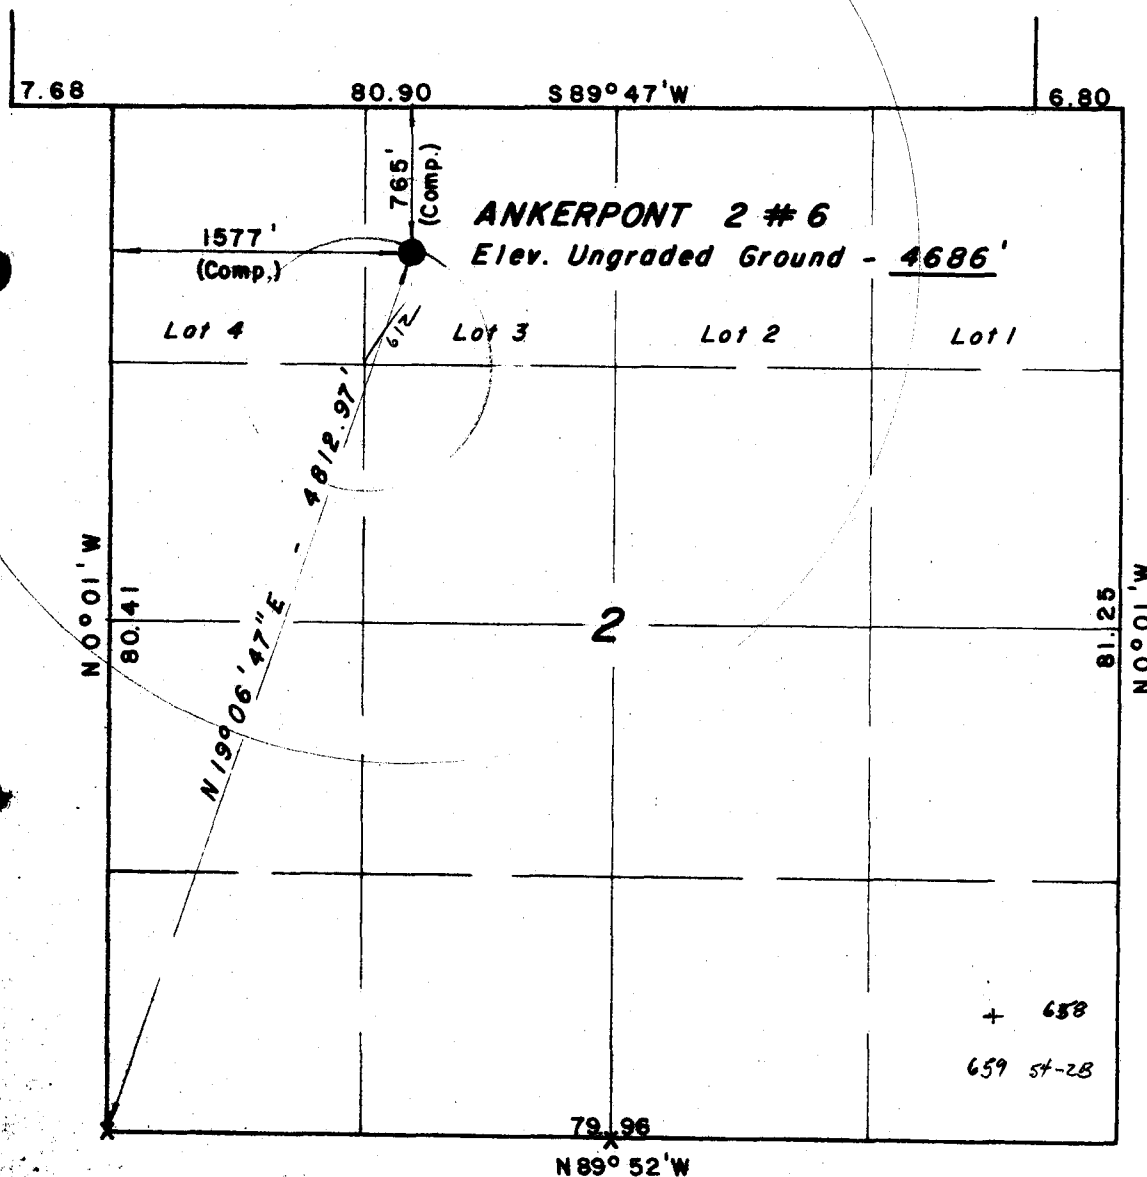 7.68
80.90
S 89° 47' W
6.80
765'
(Comp.)
ANKERPONT 2 # 6
1577'
(Comp.)
Elev. Ungraded Ground - 4686'
Lot 4
612
Lot 3
Lot 2
Lot 1
N 19° 06' 47" E - 4812.97'
N 0° 01' W
80.41
2
81.25
N 0° 01' W
+ 658
659 54-2B
79.96
N 89° 52' W